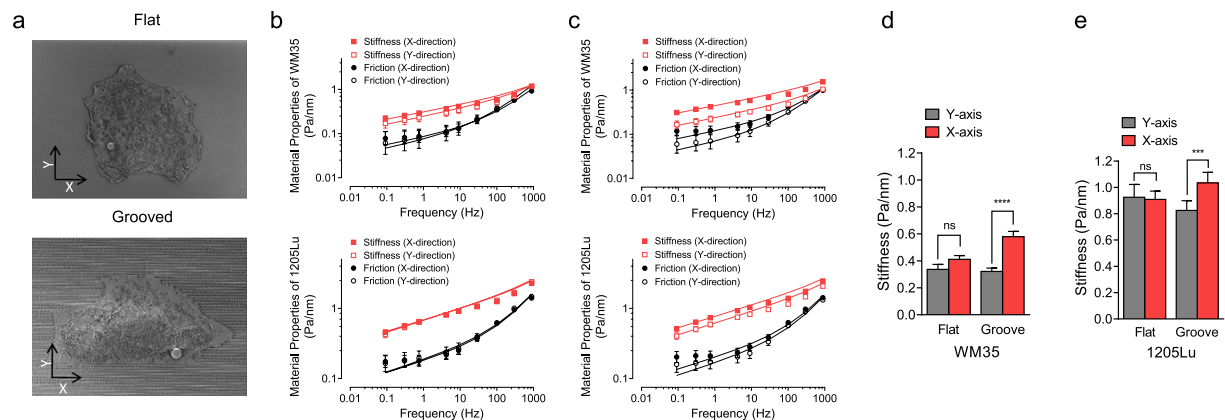 a
Flat
Y
X
Grooved
Y
X
b
Material Properties of WM35
(Pa/nm)
Stiffness (X-direction)
Stiffness (Y-direction)
Friction (X-direction)
Friction (Y-direction)
1
0.1
0.01
0.01
0.1
1
10
100
1000
Frequency (Hz)
Material Properties of 1205Lu
(Pa/nm)
Stiffness (X-direction)
Stiffness (Y-direction)
Friction (X-direction)
Friction (Y-direction)
1
0.1
0.01
0.1
1
10
100
1000
Frequency (Hz)
c
Material Properties of WM35
(Pa/nm)
Stiffness (X-direction)
Stiffness (Y-direction)
Friction (X-direction)
Friction (Y-direction)
1
0.1
0.01
0.01
0.1
1
10
100
1000
Frequency (Hz)
Material Properties of 1205Lu
(Pa/nm)
Stiffness (X-direction)
Stiffness (Y-direction)
Friction (X-direction)
Friction (Y-direction)
1
0.1
0.01
0.1
1
10
100
1000
Frequency (Hz)
d
Y-axis
X-axis
Stiffness (Pa/nm)
1.2
1.0
0.8
0.6
0.4
0.2
0.0
ns
****
Flat
Groove
WM35
e
Y-axis
X-axis
Stiffness (Pa/nm)
1.2
1.0
0.8
0.6
0.4
0.2
0.0
ns
***
Flat
Groove
1205Lu